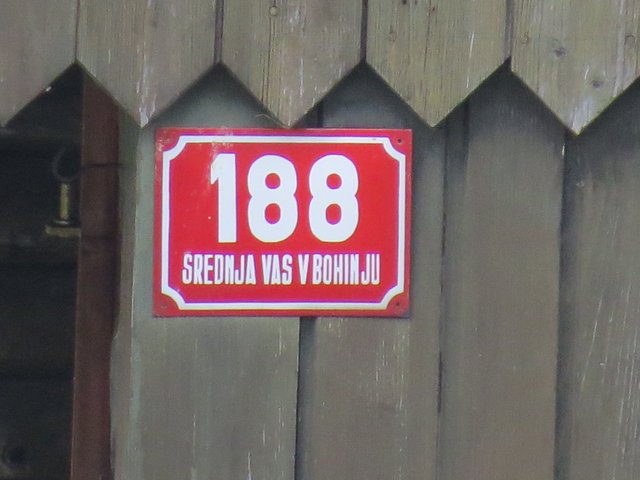 188
SREDNJA VAS V BOHINJU